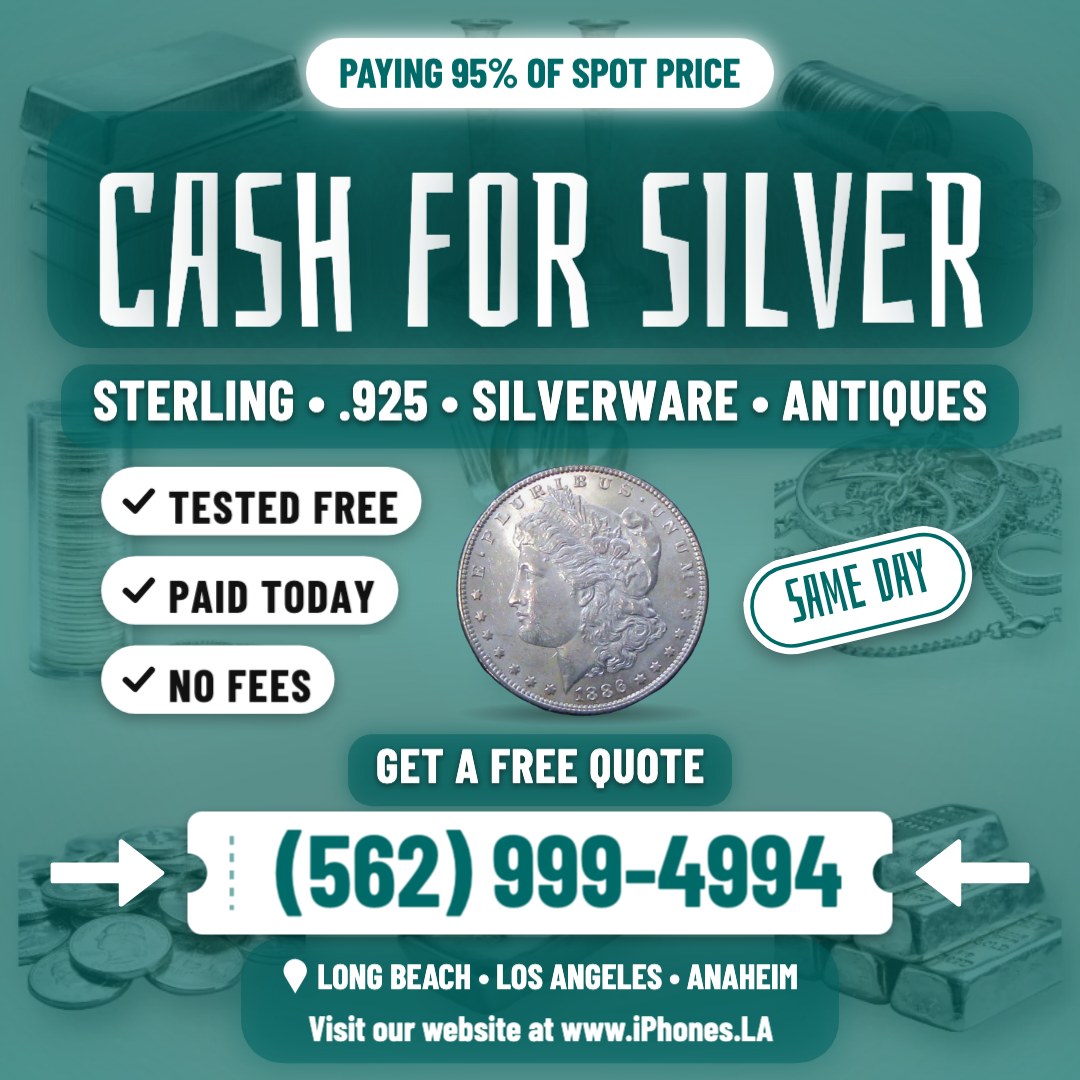 PAYING 95% OF SPOT PRICE
CASH FOR SILVER
STERLING • .925 • SILVERWARE • ANTIQUES
✓ TESTED FREE
✓ PAID TODAY
✓ NO FEES
E · PLURIBUS · UNUM
1886
SAME DAY
GET A FREE QUOTE
(562) 999-4994
LONG BEACH • LOS ANGELES • ANAHEIM
Visit our website at www.iPhones.LA